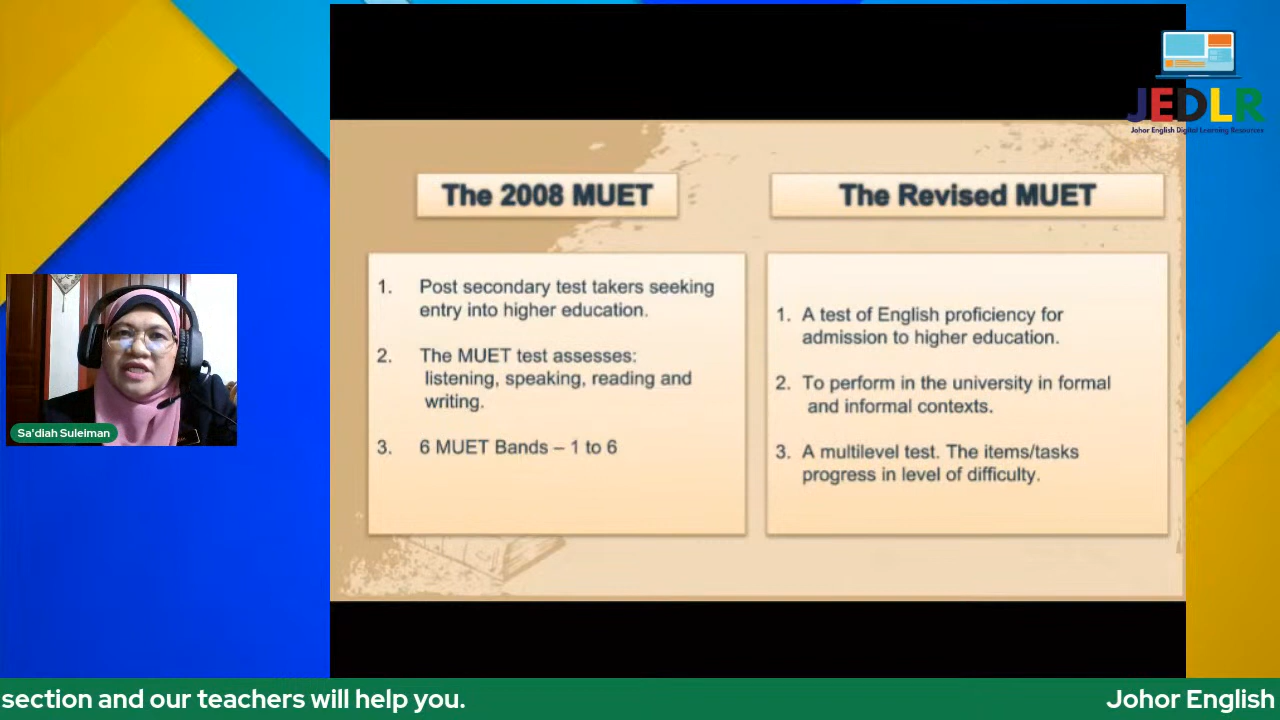 JEDLR
Johor English Digital Learning Resources
The 2008 MUET
1. Post secondary test takers seeking
entry into higher education.
2. The MUET test assesses:
listening, speaking, reading and
writing.
3. 6 MUET Bands – 1 to 6
The Revised MUET
1. A test of English proficiency for
admission to higher education.
2. To perform in the university in formal
and informal contexts.
3. A multilevel test. The items/tasks
progress in level of difficulty.
Sa'diah Suleiman
section and our teachers will help you.
Johor English